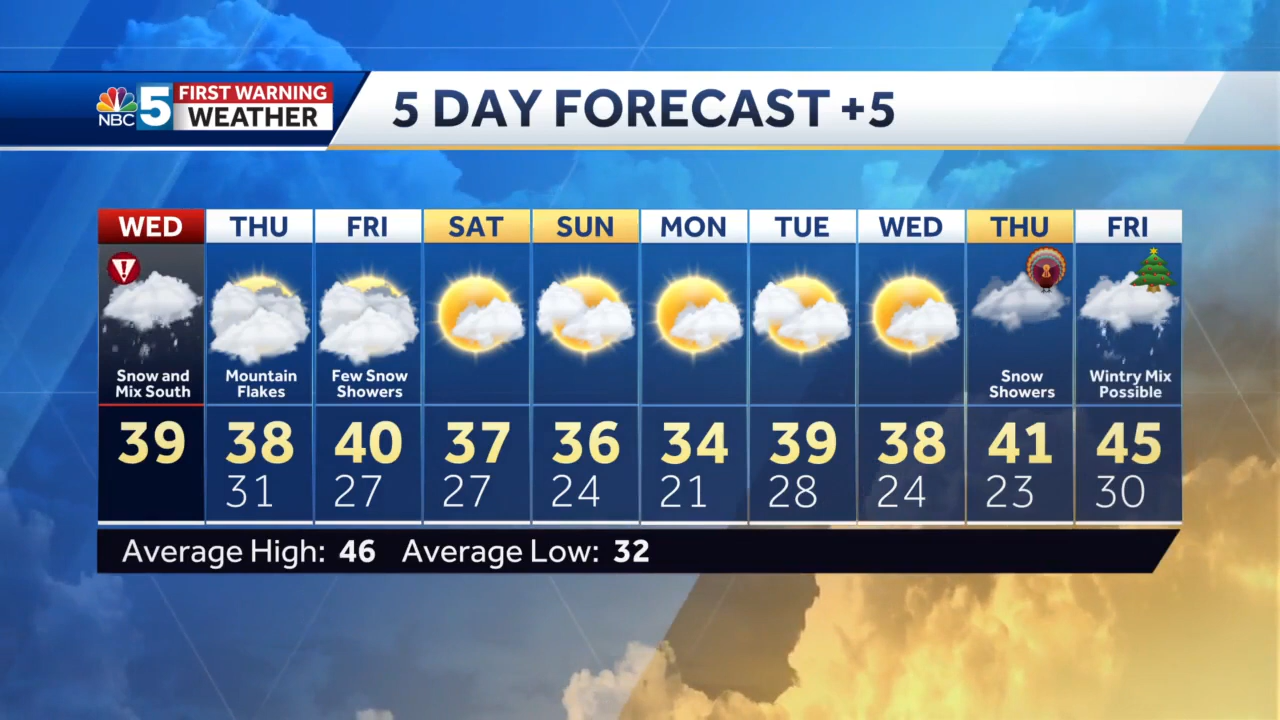 NBC 5 FIRST WARNING
WEATHER
5 DAY FORECAST +5
WED THU FRI SAT SUN MON TUE WED THU FRI
Snow and Mountain Few Snow Snow Wintry Mix
Mix South Flakes Showers Showers Possible
39 38 40 37 36 34 39 38 41 45
31 27 27 24 21 28 24 23 30
Average High: 46 Average Low: 32